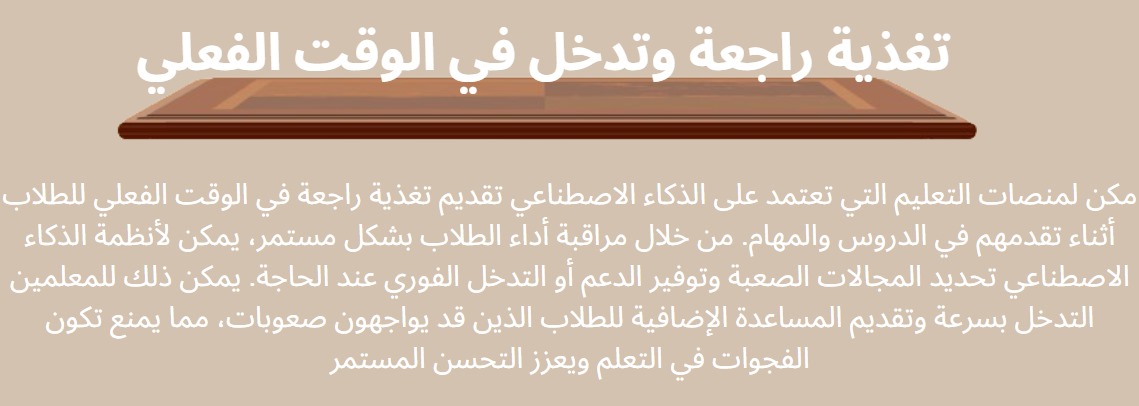 تغذية راجعة وتدخل في الوقت الفعلي
مكن لمنصات التعليم التي تعتمد على الذكاء الاصطناعي تقديم تغذية راجعة في الوقت الفعلي للطلاب
أثناء تقدمهم في الدروس والمهام. من خلال مراقبة أداء الطلاب بشكل مستمر، يمكن لأنظمة الذكاء
الاصطناعي تحديد المجالات الصعبة وتوفير الدعم أو التدخل الفوري عند الحاجة. يمكن ذلك للمعلمين
التدخل بسرعة وتقديم المساعدة الإضافية للطلاب الذين قد يواجهون صعوبات، مما يمنع تكون
الفجوات في التعلم ويعزز التحسن المستمر